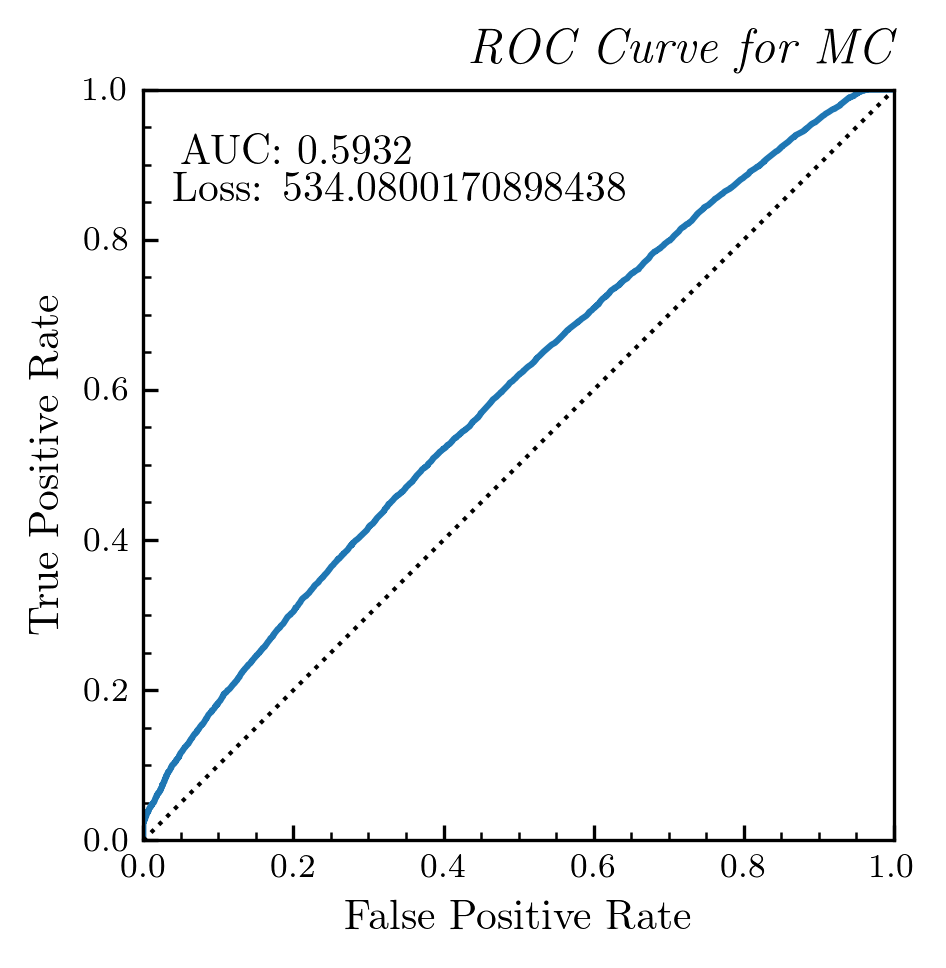 ROC Curve for MC
1.0
AUC: 0.5932
Loss: 534.0800170898438
0.8
0.6
0.4
0.2
0.0
True Positive Rate
0.0 0.2 0.4 0.6 0.8 1.0
False Positive Rate